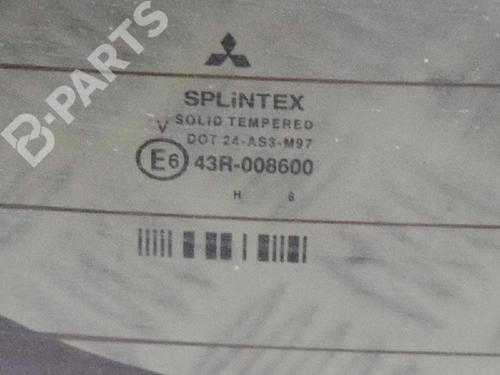 B-PARTS
SPLiNTEX
V SOLID TEMPERED
DOT 24-AS3-M97
E6 43R-008600
H 6